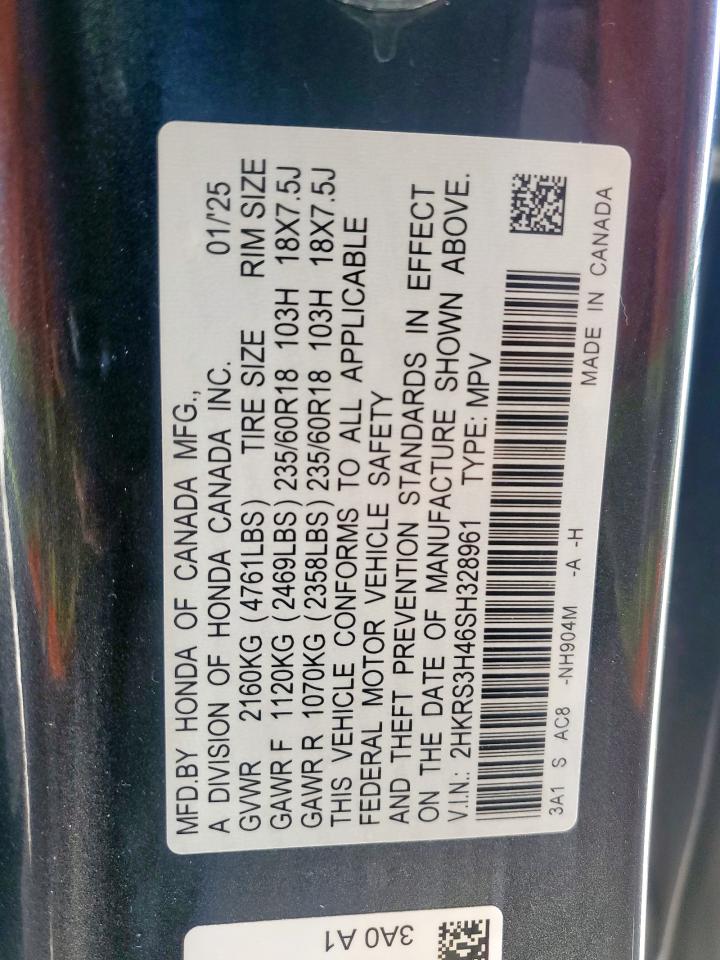 MFD.BY HONDA OF CANADA MFG.,
A DIVISION OF HONDA CANADA INC. 01/'25
GVWR 2160KG (4761LBS) TIRE SIZE RIM SIZE
GAWR F 1120KG (2469LBS) 235/60R18 103H 18X7.5J
GAWR R 1070KG (2358LBS) 235/60R18 103H 18X7.5J
THIS VEHICLE CONFORMS TO ALL APPLICABLE
FEDERAL MOTOR VEHICLE SAFETY
AND THEFT PREVENTION STANDARDS IN EFFECT
ON THE DATE OF MANUFACTURE SHOWN ABOVE.
V.I.N.: 2HKRS3H46SH328961 TYPE: MPV
3A1 S AC8 -NH904M -A -H
MADE IN CANADA
3A0 A1